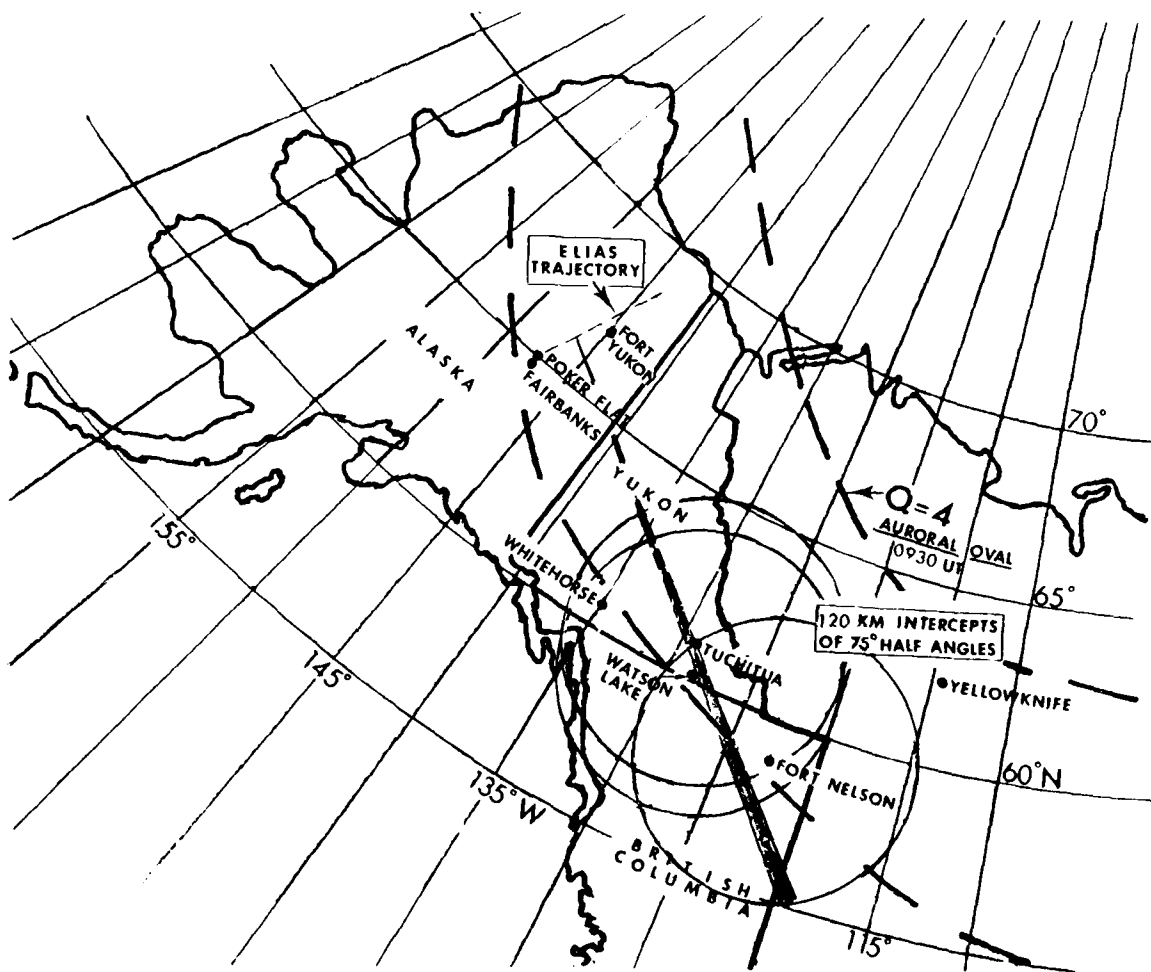 ELIAS
TRAJECTORY
ALASKA
FORT
YUKON
POKER FLAT
FAIRBANKS
70°
YUKON
Q=4
AURORAL OVAL
0930 UT
155°
WHITEHORSE
65°
120 KM INTERCEPTS
OF 75° HALF ANGLES
TUCHITUA
WATSON
LAKE
YELLOWKNIFE
145°
FORT NELSON
60°N
135°W
BRITISH
COLUMBIA
115°